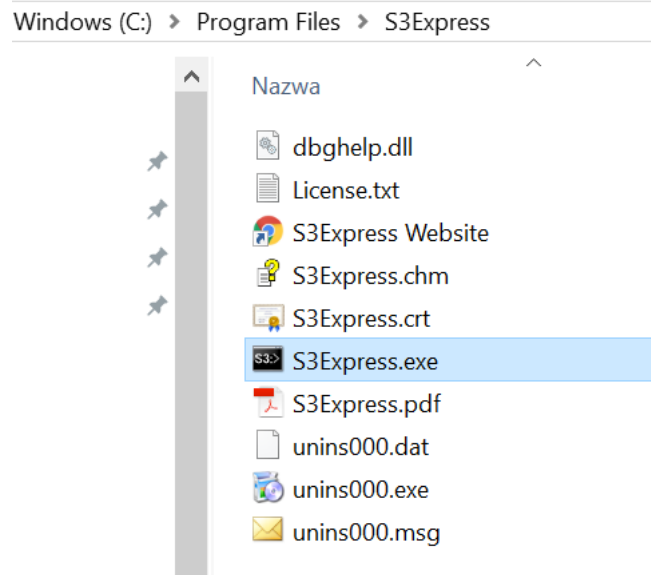 Windows (C:) > Program Files > S3Express
Nazwa
dbghelp.dll
License.txt
S3Express Website
S3Express.chm
S3Express.crt
S3:> S3Express.exe
S3Express.pdf
unins000.dat
unins000.exe
unins000.msg